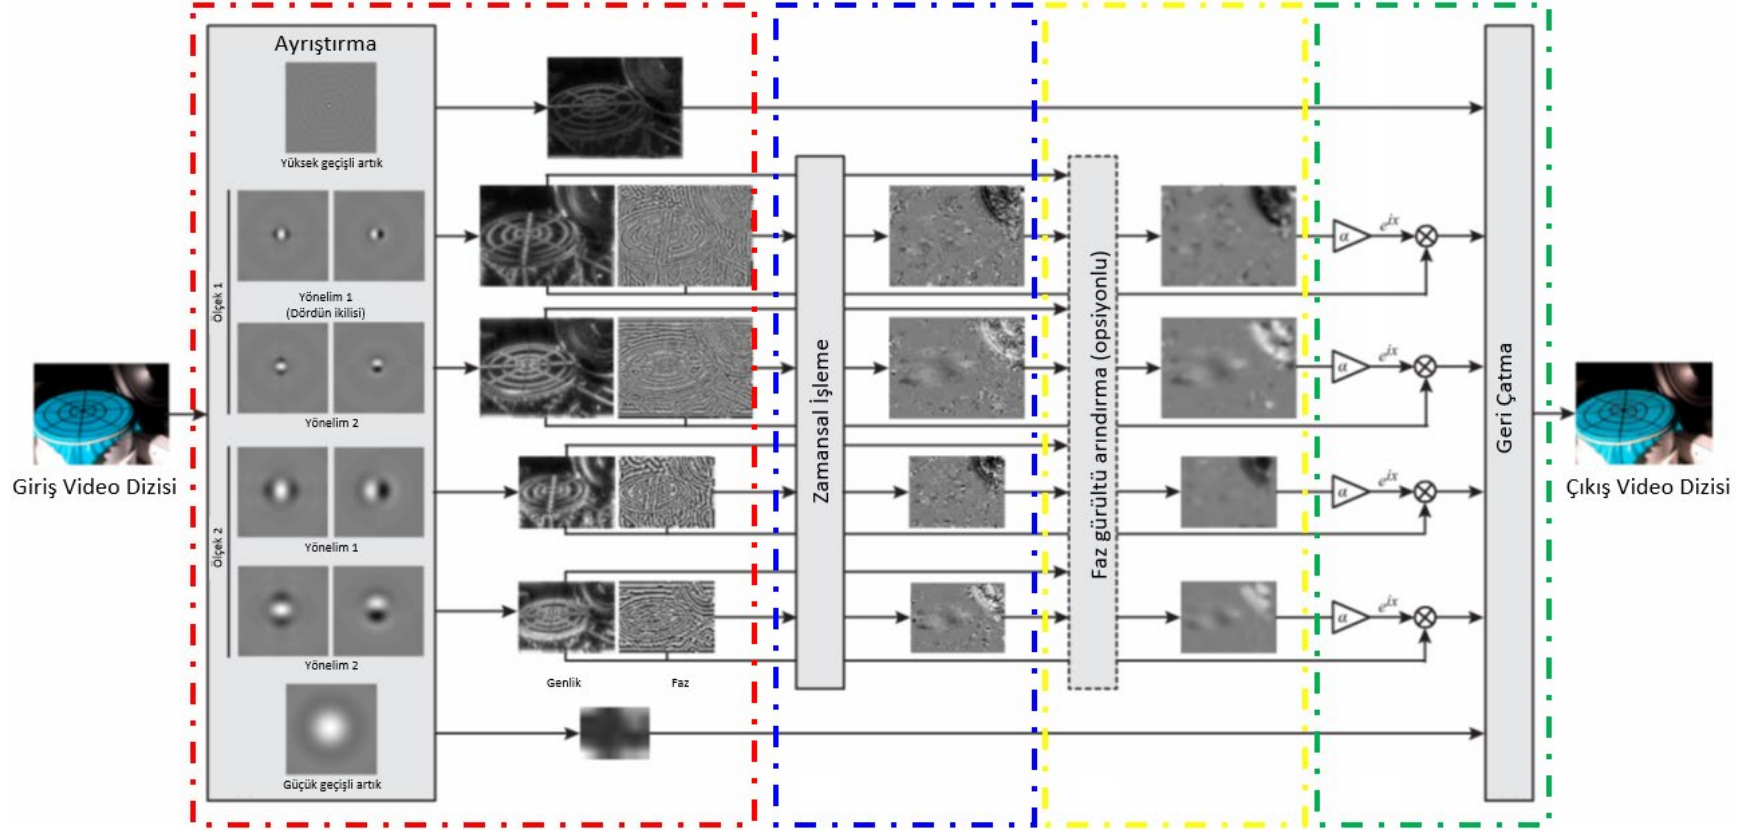 Ayrıştırma
Yüksek geçişli artık
Ölçek 1
Yönelim 1
(Dördün ikilisi)
Yönelim 2
Ölçek 2
Yönelim 1
Yönelim 2
Güçük geçişli artık
Genlik
Faz
Giriş Video Dizisi
Zamansal İşleme
Faz gürültü arındırma (opsiyonlu)
α
e^ix
α
e^ix
α
e^ix
α
e^ix
Geri Çatma
Çıkış Video Dizisi